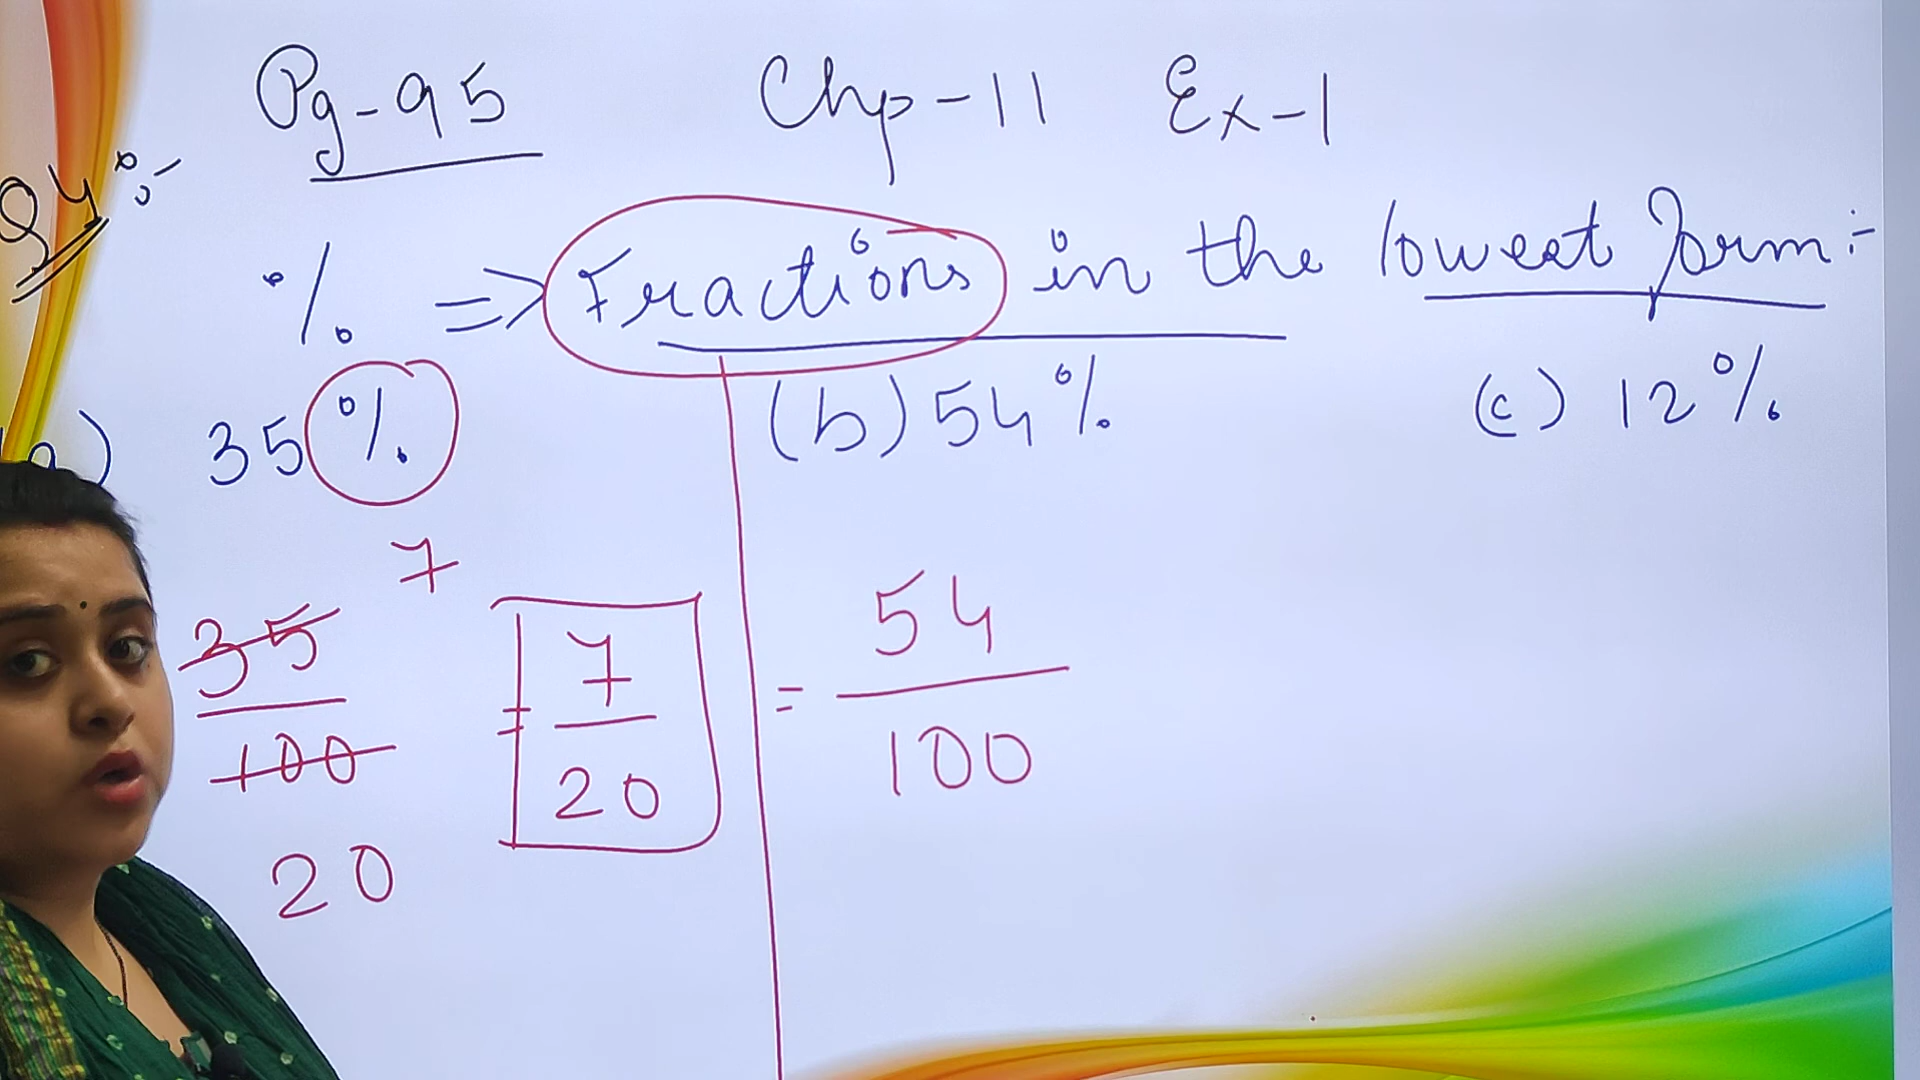 Pg-95 Chp-11 Ex-1
Q4:-
% => Fractions in the lowest form:-
(a) 35% (b) 54% (c) 12%
7
35/100 = 7/20 = 54/100
20